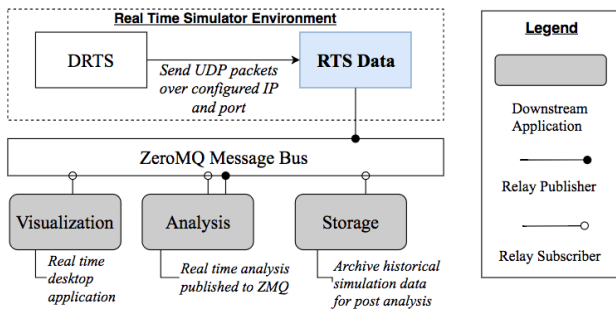 Real Time Simulator Environment
DRTS
Send UDP packets
over configured IP
and port
RTS Data
ZeroMQ Message Bus
Visualization
Analysis
Storage
Real time
desktop
application
Real time analysis
published to ZMQ
Archive historical
simulation data
for post analysis
Legend
Downstream
Application
Relay Publisher
Relay Subscriber